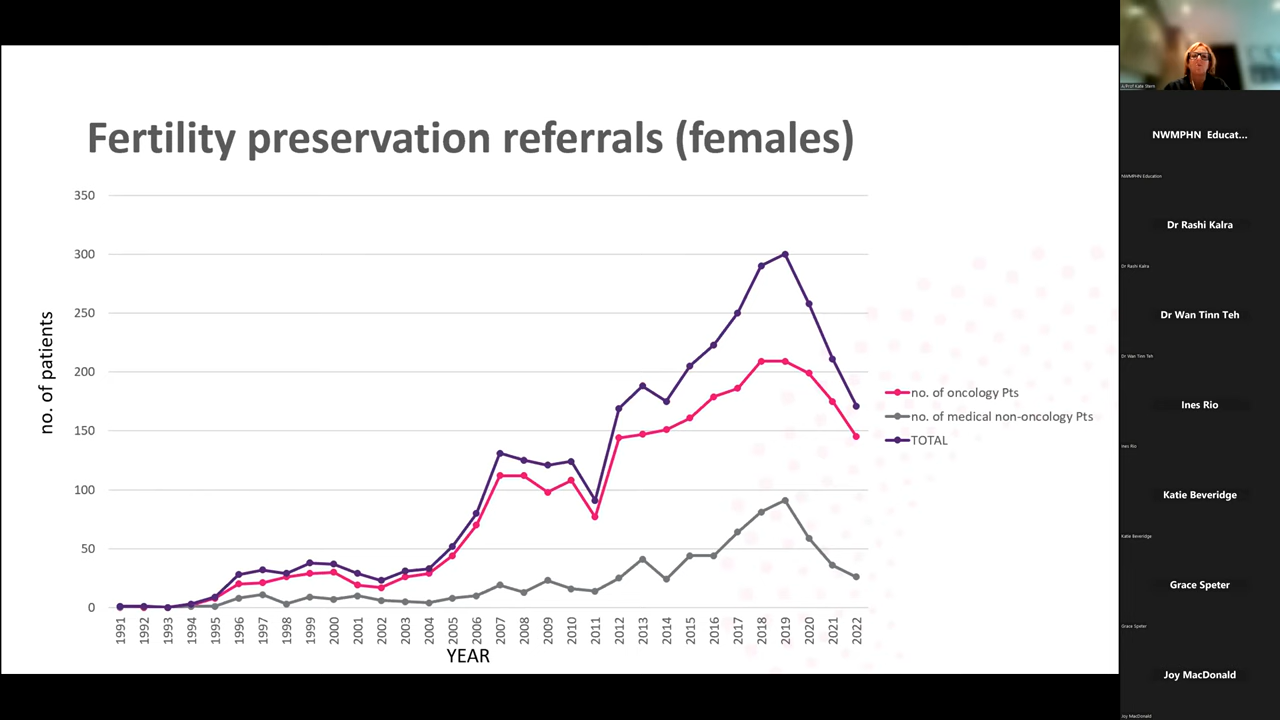 Fertility preservation referrals (females)
350
300
250
200
150
100
50
0
no. of patients
1991 1992 1993 1994 1995 1996 1997 1998 1999 2000 2001 2002 2003 2004 2005 2006 2007 2008 2009 2010 2011 2012 2013 2014 2015 2016 2017 2018 2019 2020 2021 2022
YEAR
no. of oncology Pts
no. of medical non-oncology Pts
TOTAL
A/Prof Kate Stern
NWMPHN Educat...
NWMPHN Education
Dr Rashi Kalra
Dr Rashi Kalra
Dr Wan Tinn Teh
Dr Wan Tinn Teh
Ines Rio
Ines Rio
Katie Beveridge
Katie Beveridge
Grace Speter
Grace Speter
Joy MacDonald
Joy MacDonald